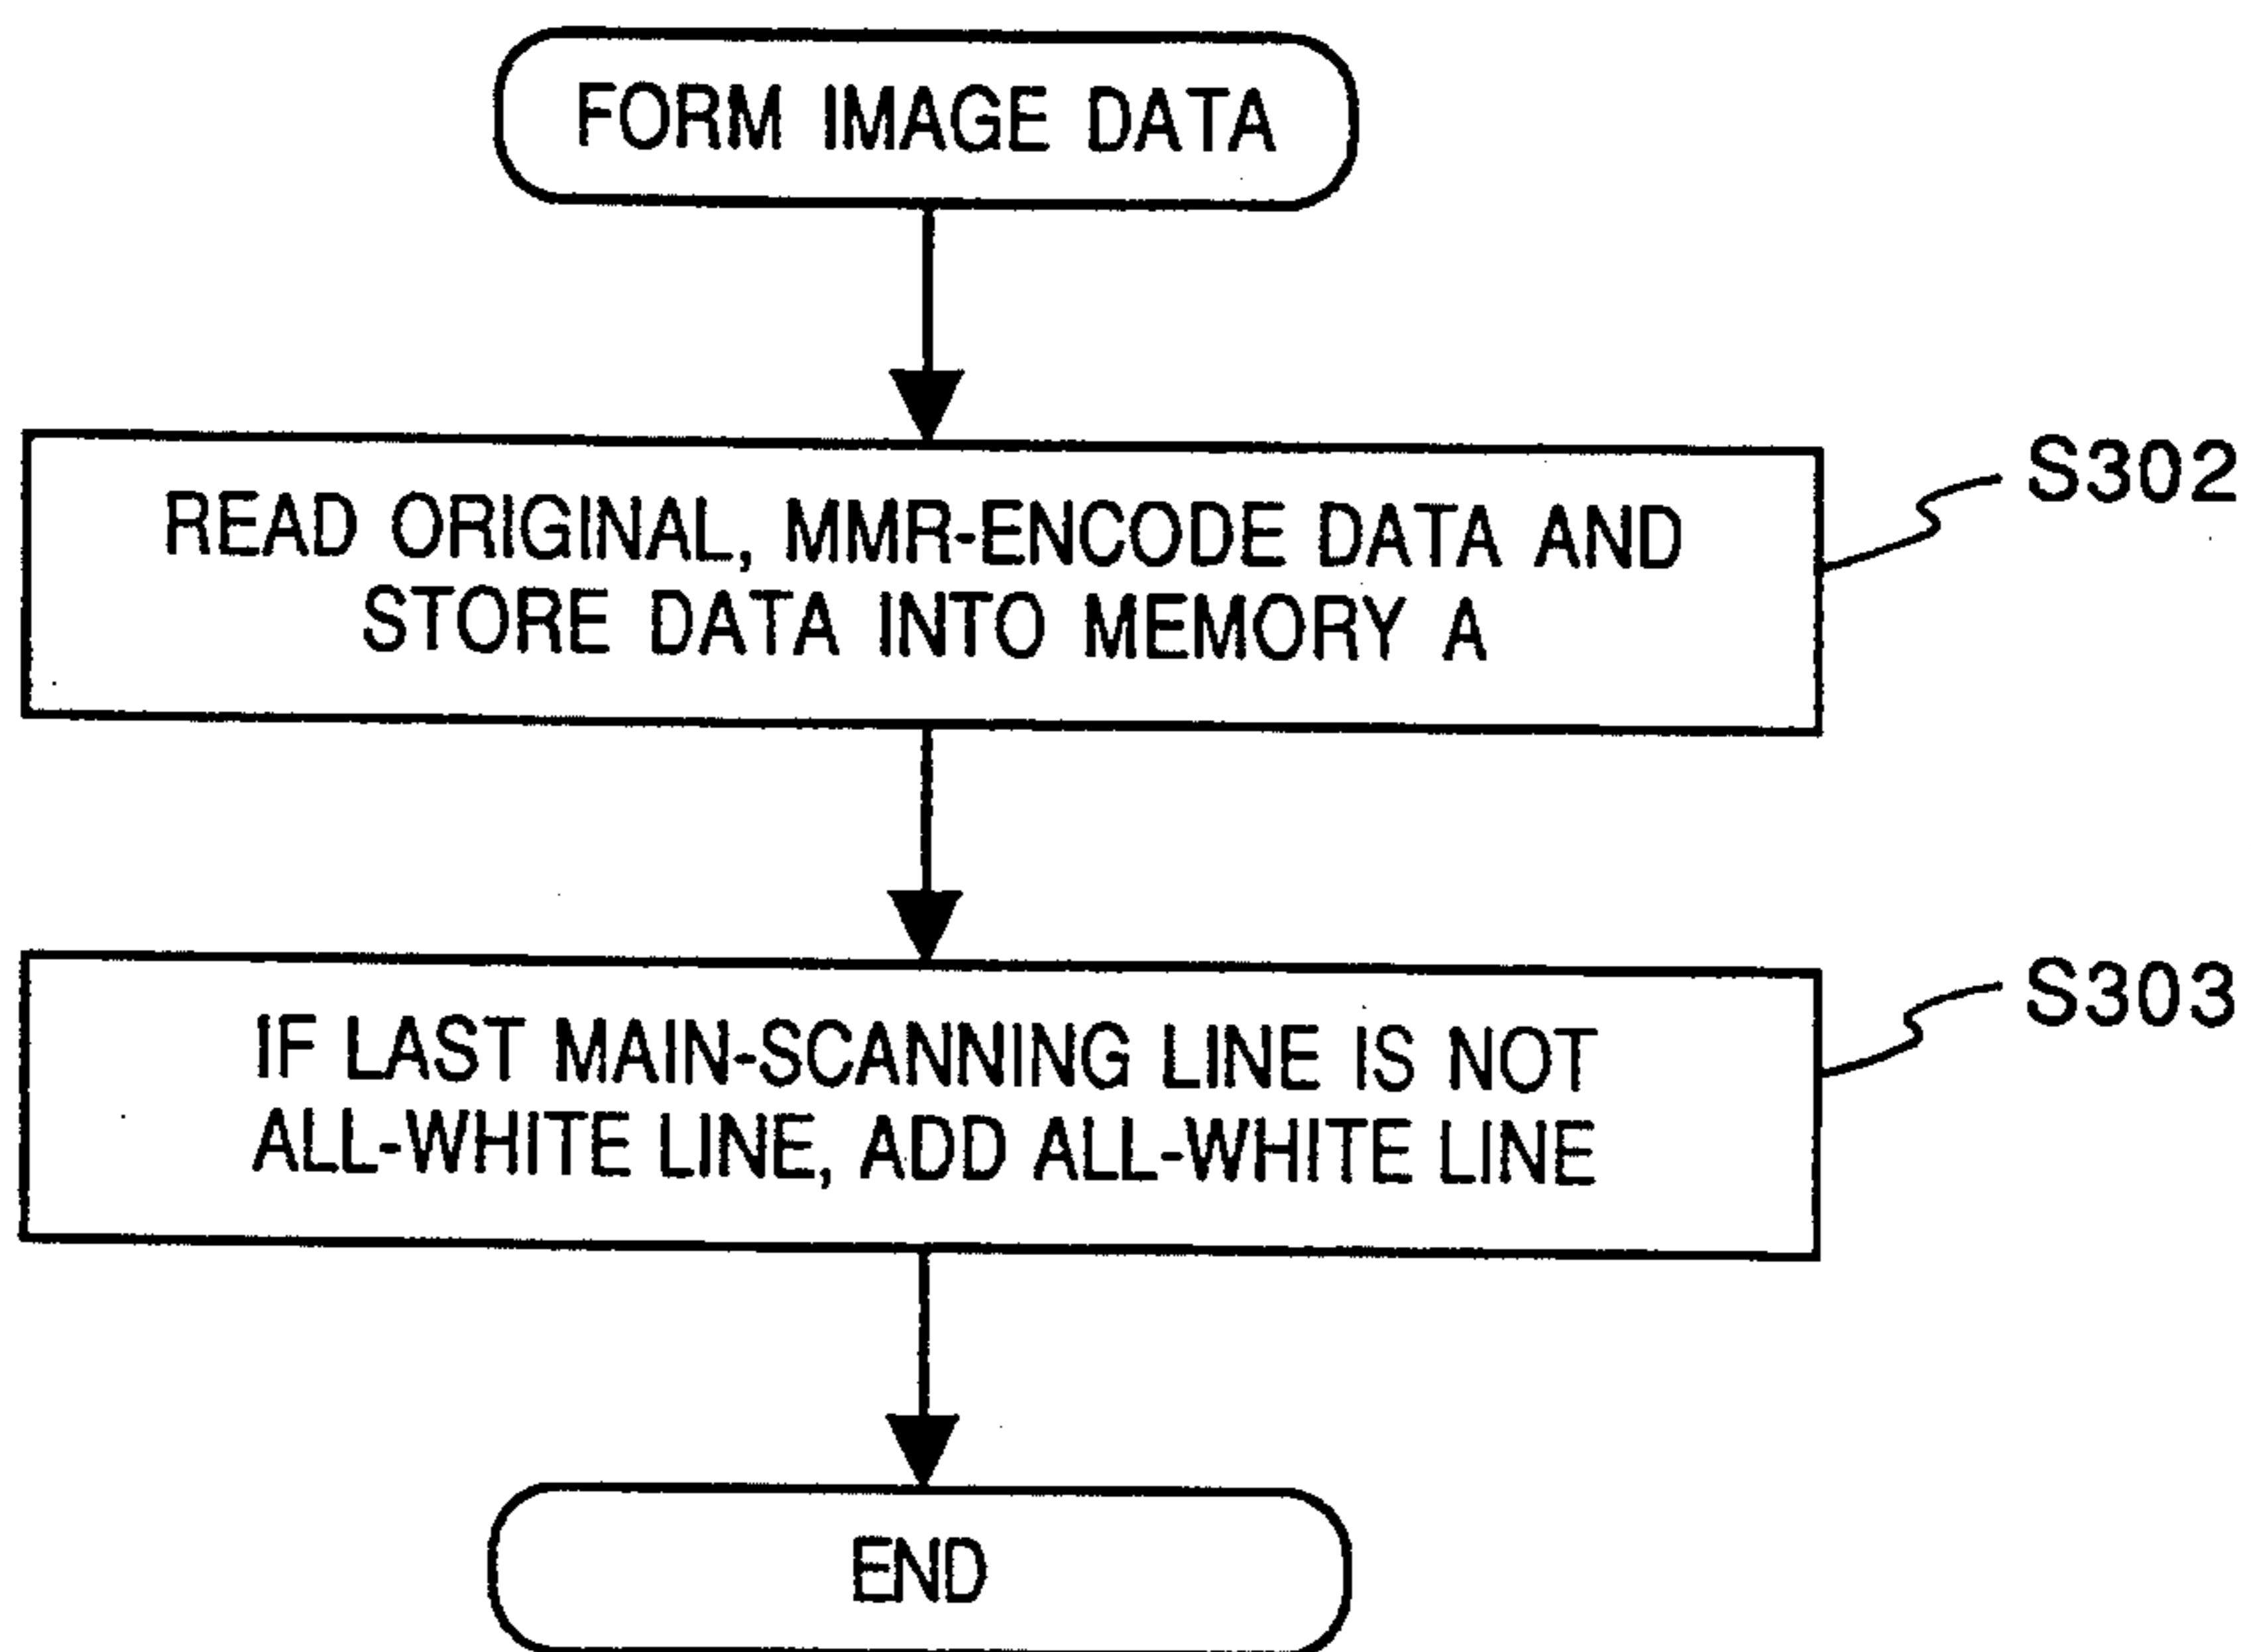 FORM IMAGE DATA
S302
READ ORIGINAL, MMR-ENCODE DATA AND
STORE DATA INTO MEMORY A
S303
IF LAST MAIN-SCANNING LINE IS NOT
ALL-WHITE LINE, ADD ALL-WHITE LINE
END